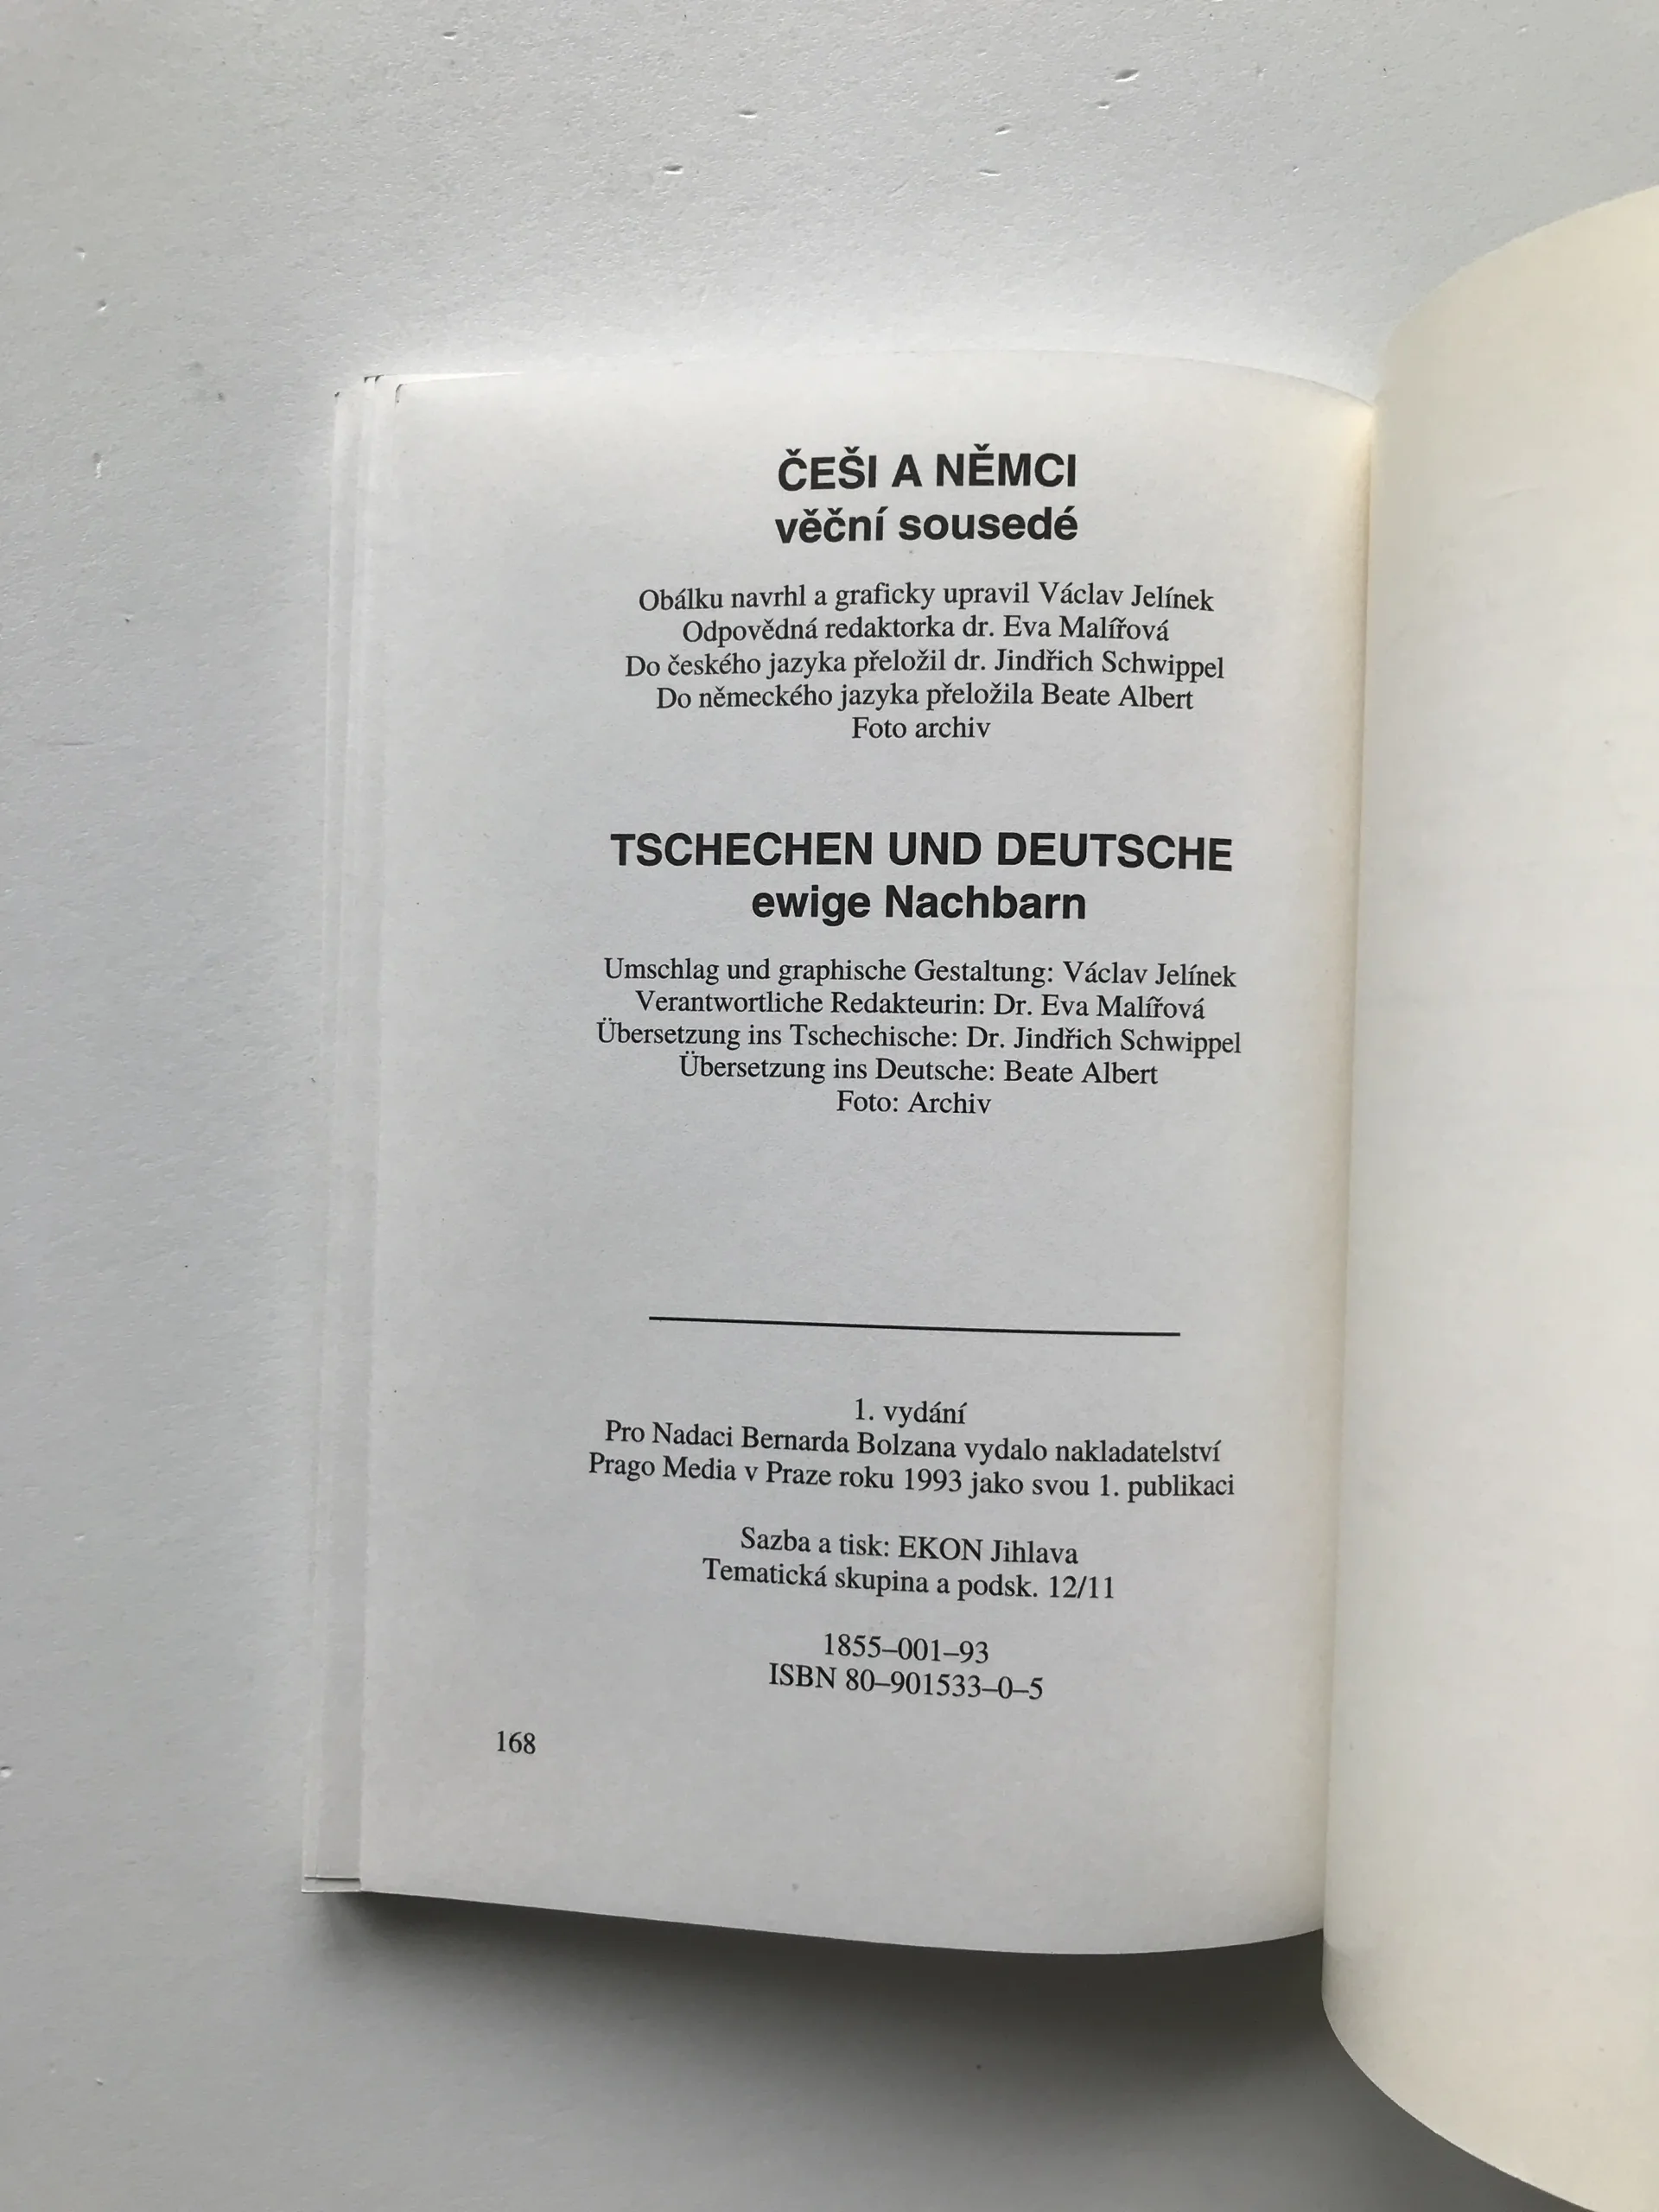 ČEŠI A NĚMCI
věční sousedé
Obálku navrhl a graficky upravil Václav Jelínek
Odpovědná redaktorka dr. Eva Malířová
Do českého jazyka přeložil dr. Jindřich Schwippel
Do německého jazyka přeložila Beate Albert
Foto archiv
TSCHECHEN UND DEUTSCHE
ewige Nachbarn
Umschlag und graphische Gestaltung: Václav Jelínek
Verantwortliche Redakteurin: Dr. Eva Malířová
Übersetzung ins Tschechische: Dr. Jindřich Schwippel
Übersetzung ins Deutsche: Beate Albert
Foto: Archiv
1. vydání
Pro Nadaci Bernarda Bolzana vydalo nakladatelství
Prago Media v Praze roku 1993 jako svou 1. publikaci
Sazba a tisk: EKON Jihlava
Tematická skupina a podsk. 12/11
1855–001–93
ISBN 80–901533–0–5
168